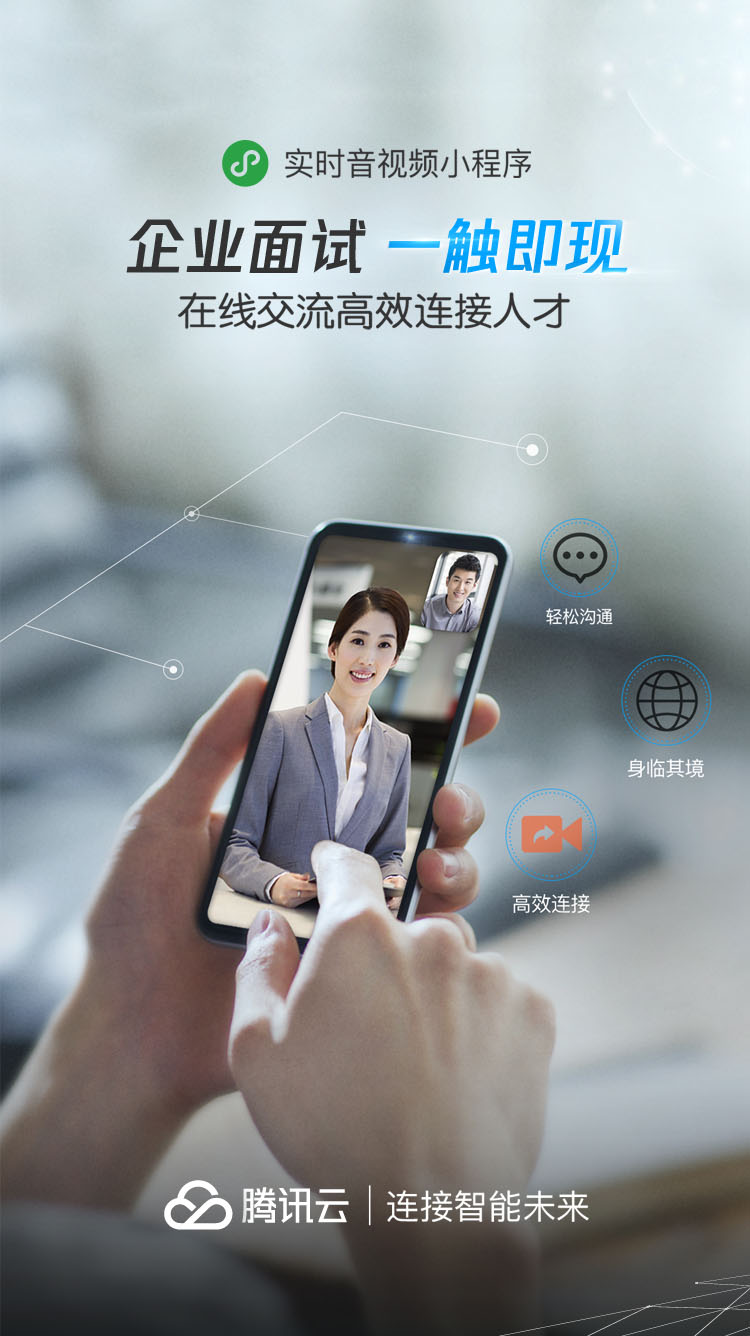 实时音视频小程序
企业面试 一触即现
在线交流高效连接人才
轻松沟通
身临其境
高效连接
腾讯云 | 连接智能未来